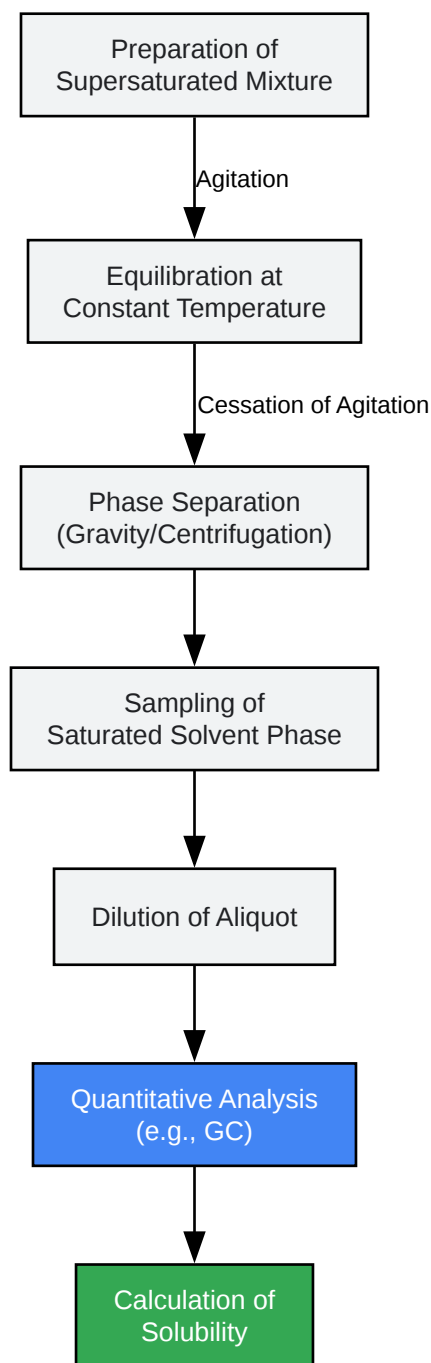 Preparation of
Supersaturated Mixture
Agitation
Equilibration at
Constant Temperature
Cessation of Agitation
Phase Separation
(Gravity/Centrifugation)
Sampling of
Saturated Solvent Phase
Dilution of Aliquot
Quantitative Analysis
(e.g., GC)
Calculation of
Solubility